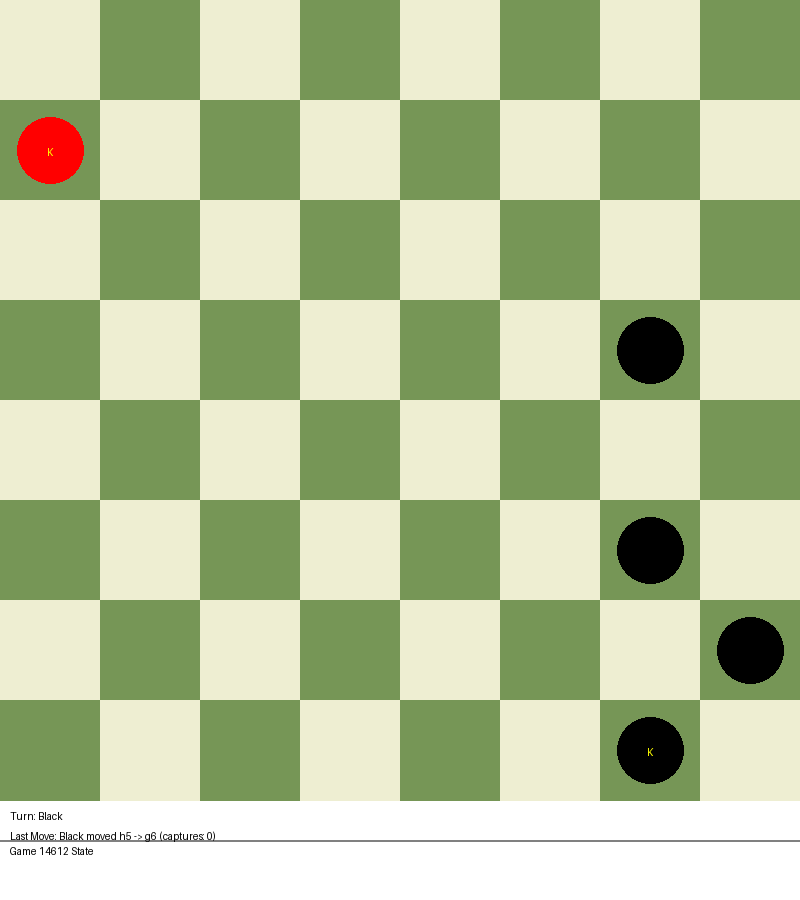 K
K
Turn: Black
Last Move: Black moved h5 -> g6 (captures: 0)
Game 14612 State